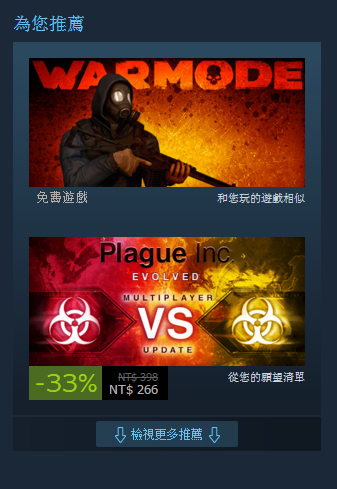 為您推薦
WARMODE
免費遊戲
和您玩的遊戲相似
Plague Inc.
EVOLVED
MULTIPLAYER
VS
UPDATE
-33%
NT$ 398
NT$ 266
從您的願望清單
檢視更多推薦